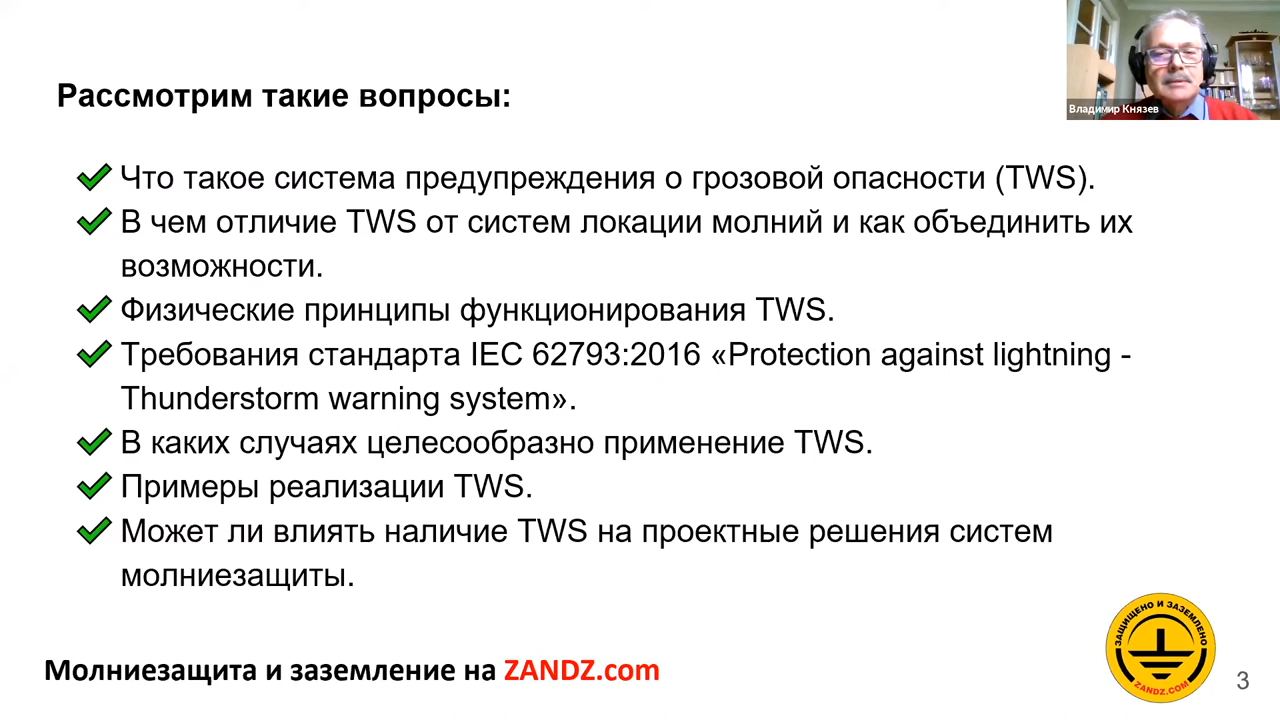 Владимир Князев
Рассмотрим такие вопросы:
Что такое система предупреждения о грозовой опасности (TWS).
В чем отличие TWS от систем локации молний и как объединить их
возможности.
Физические принципы функционирования TWS.
Требования стандарта IEC 62793:2016 «Protection against lightning -
Thunderstorm warning system».
В каких случаях целесообразно применение TWS.
Примеры реализации TWS.
Может ли влиять наличие TWS на проектные решения систем
молниезащиты.
Молниезащита и заземление на ZANDZ.com
ЗАЩИЩЕНО И ЗАЗЕМЛЕНО
ZANDZ.COM
3